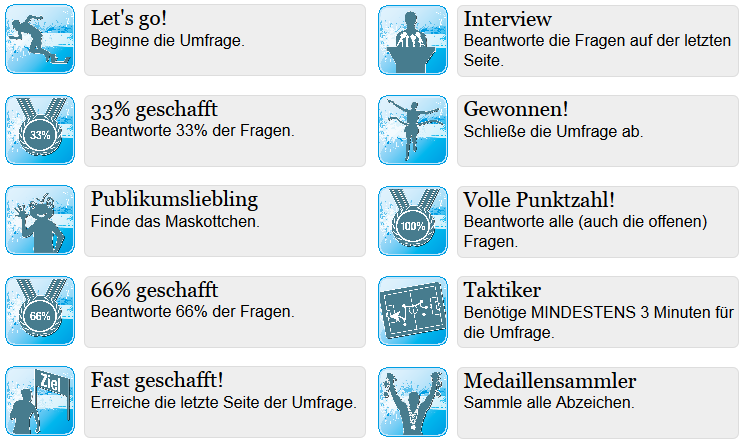 Let's go!
Beginne die Umfrage.
33%
33% geschafft
Beantworte 33% der Fragen.
Publikumsliebling
Finde das Maskottchen.
66%
66% geschafft
Beantworte 66% der Fragen.
Ziel
Fast geschafft!
Erreiche die letzte Seite der Umfrage.
Interview
Beantworte die Fragen auf der letzten
Seite.
Gewonnen!
Schließe die Umfrage ab.
100%
Volle Punktzahl!
Beantworte alle (auch die offenen)
Fragen.
Taktiker
Benötige MINDESTENS 3 Minuten für
die Umfrage.
Medaillensammler
Sammle alle Abzeichen.